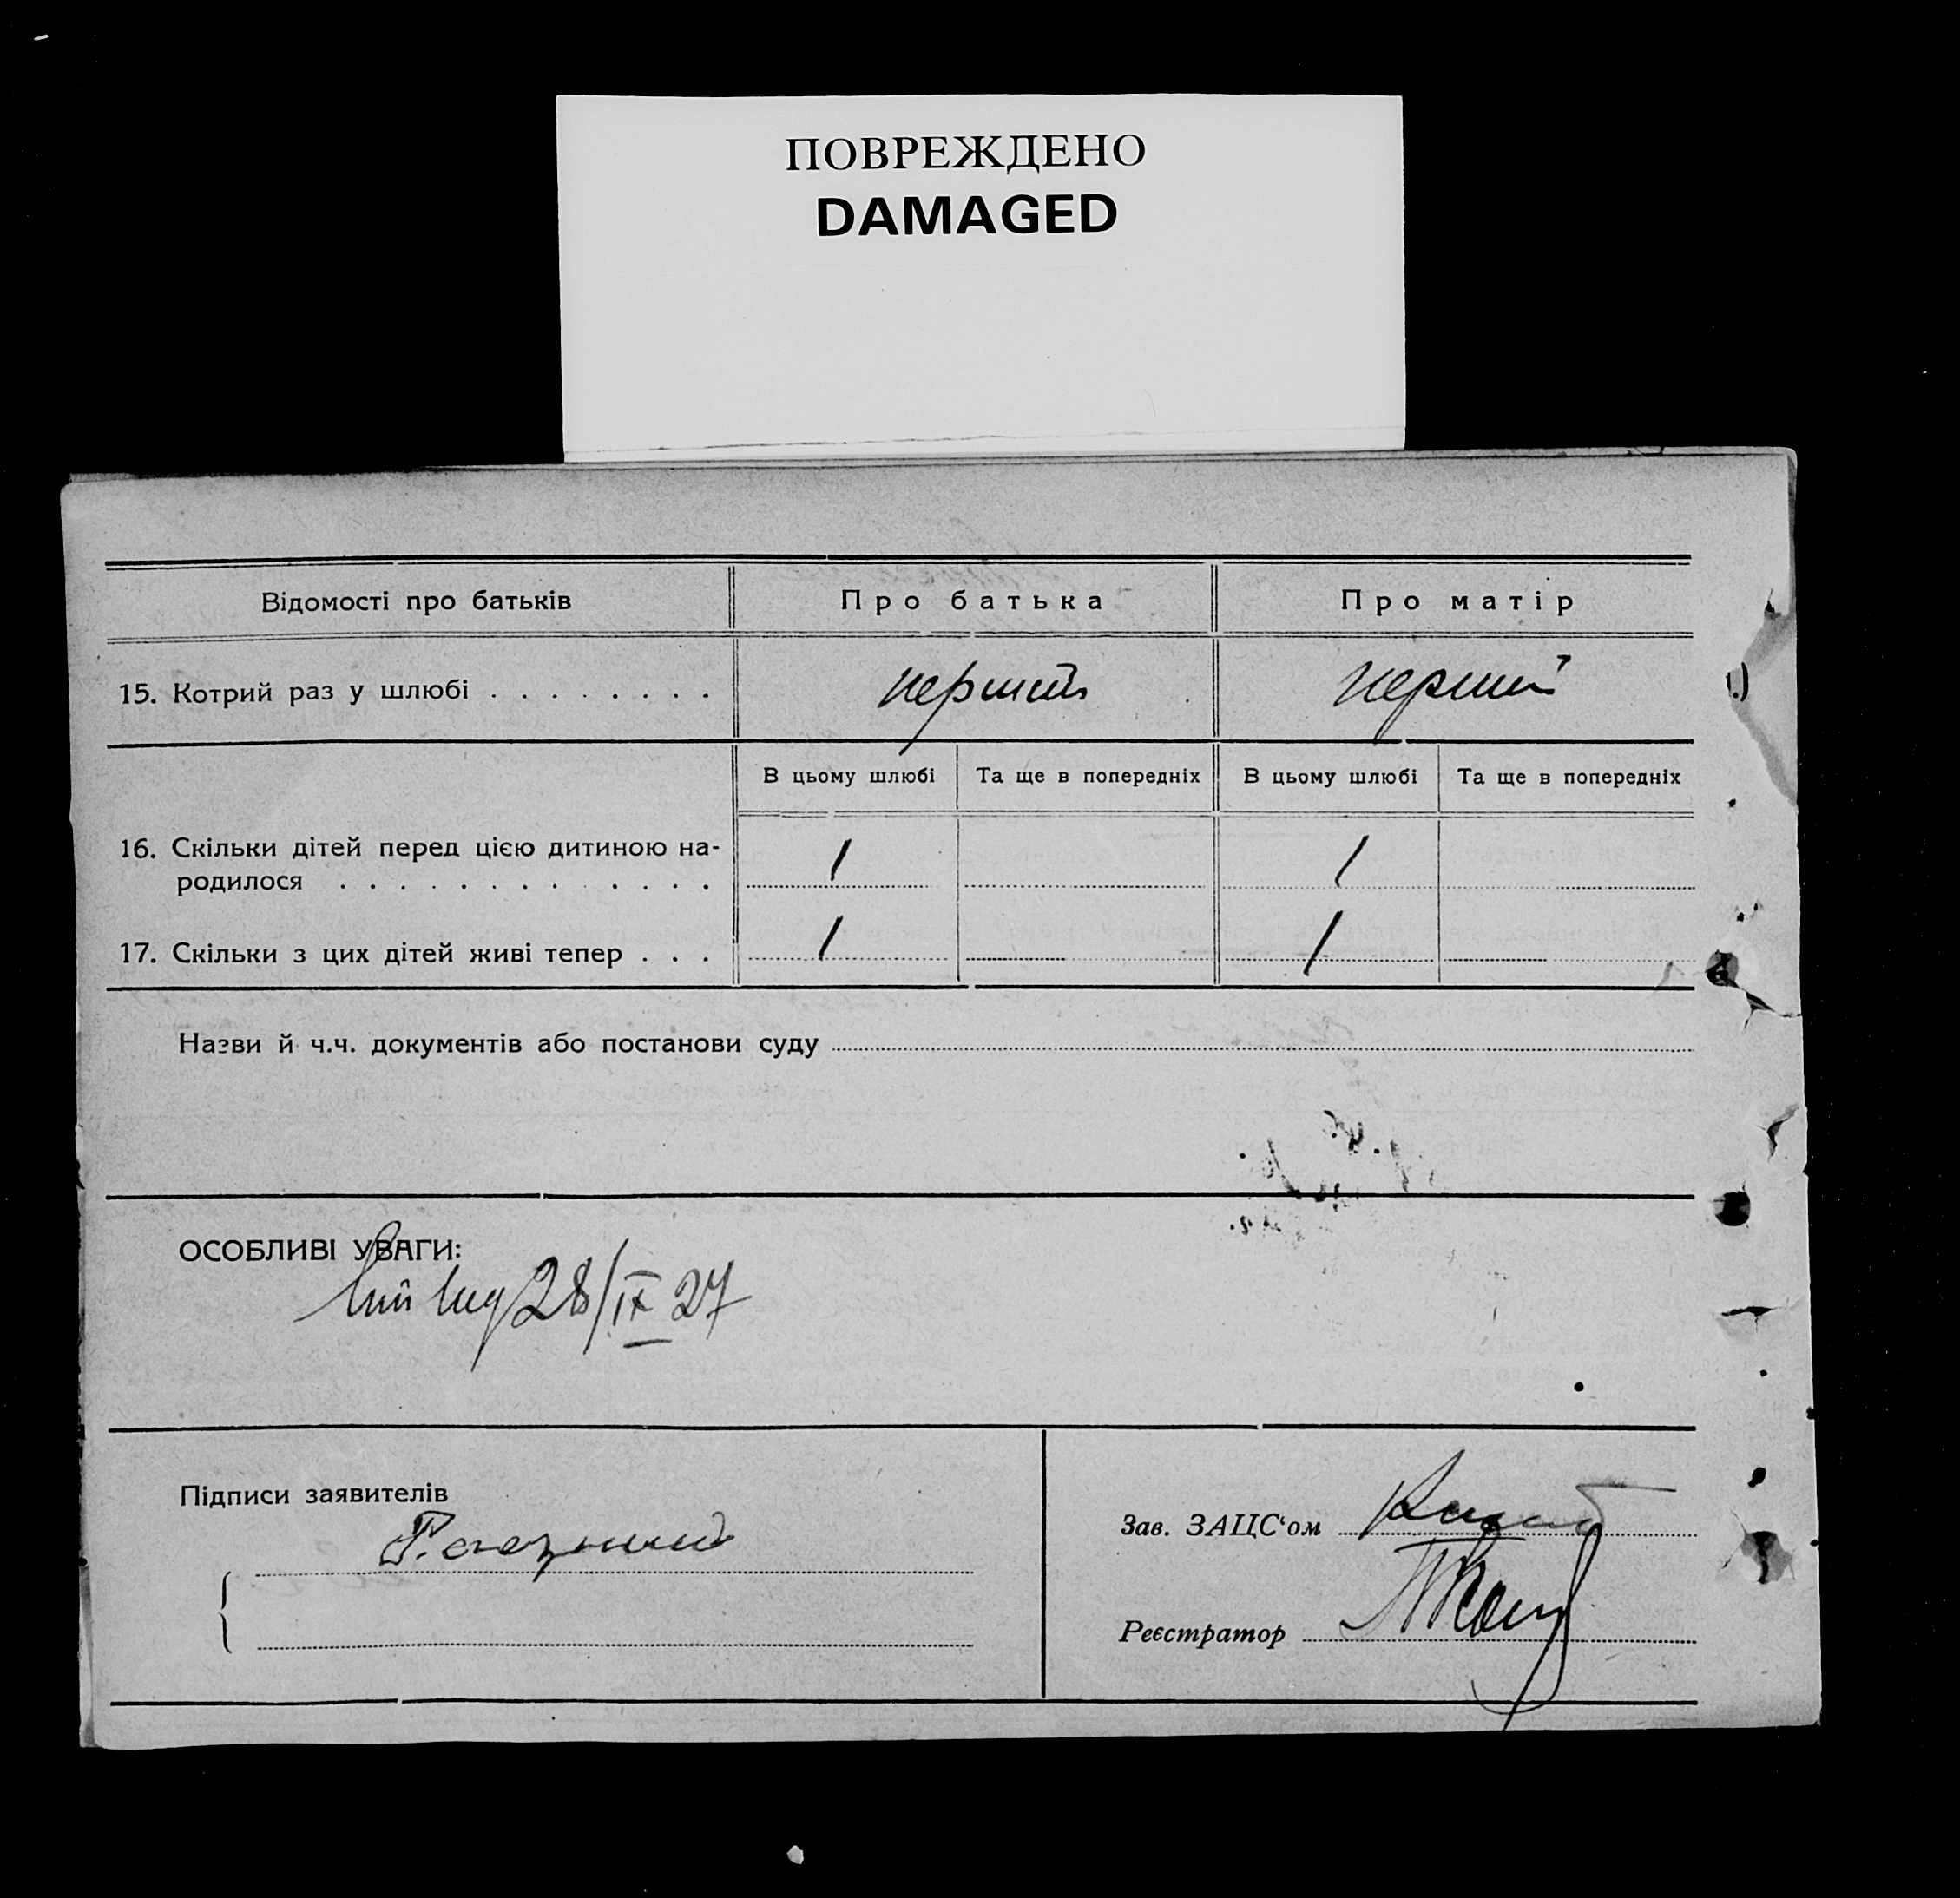 ПОВРЕЖДЕНО
DAMAGED
Відомості про батьків
Про батька
Про матір
15. Котрий раз у шлюбі . . . . . . . .
перший
перший
В цьому шлюбі
Та ще в попередніх
В цьому шлюбі
Та ще в попередніх
16. Скільки дітей перед цією дитиною на-
родилося . . . . . . . . . . . . .
1
1
17. Скільки з цих дітей живі тепер . . .
1
1
Назви й ч.ч. документів або постанови суду
ОСОБЛИВІ УВАГИ:
28/IX 27
Підписи заявителів
Зав. ЗАЦС‘ом
Реєстратор